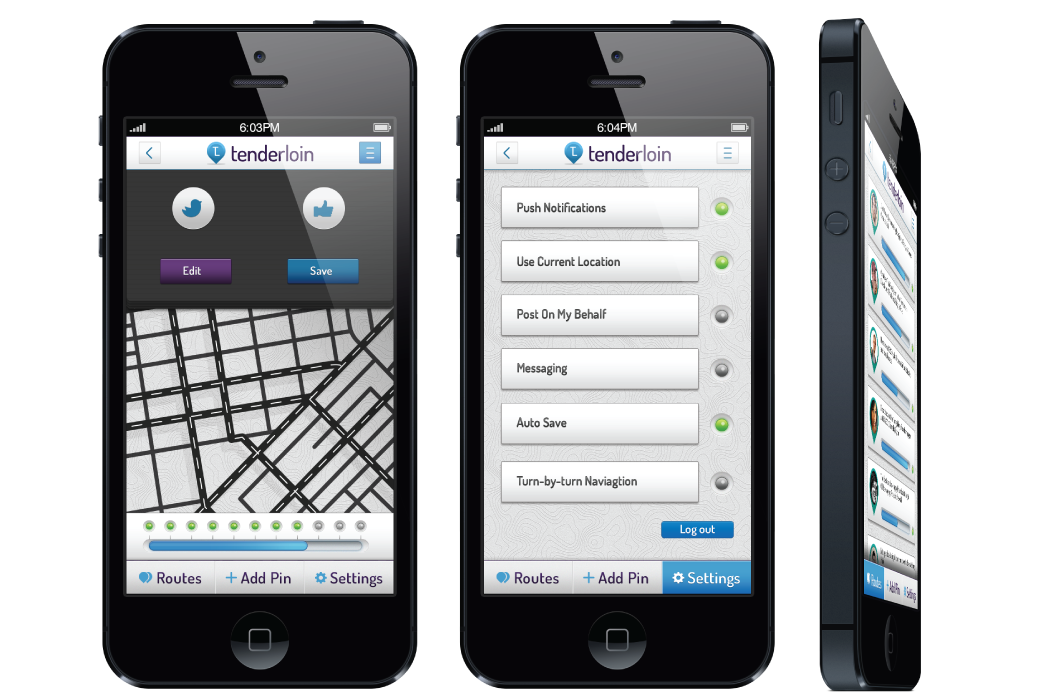 6:03PM
tenderloin
Edit
Save
Routes
Add Pin
Settings
6:04PM
tenderloin
Push Notifications
Use Current Location
Post On My Behalf
Messaging
Auto Save
Turn-by-turn Naviagtion
Log out
Routes
Add Pin
Settings
tenderloin
Routes
Add Pin
Settings